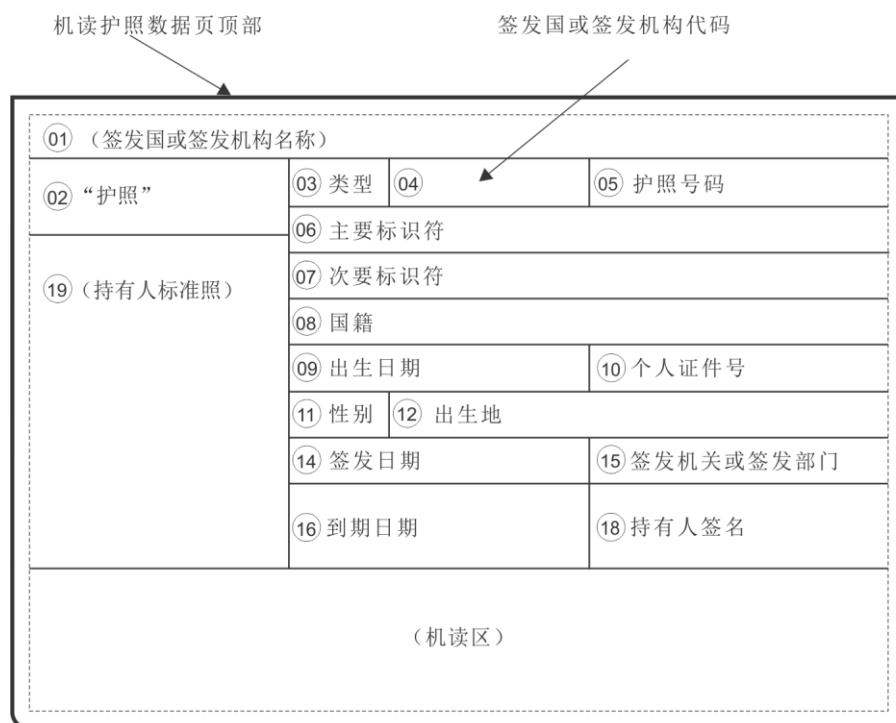 机读护照数据页顶部 签发国或签发机构代码
01 （签发国或签发机构名称）
02 “护照” 03 类型 04 05 护照号码
06 主要标识符
07 次要标识符
19 （持有人标准照）
08 国籍
09 出生日期 10 个人证件号
11 性别 12 出生地
14 签发日期 15 签发机关或签发部门
16 到期日期 18 持有人签名
（机读区）